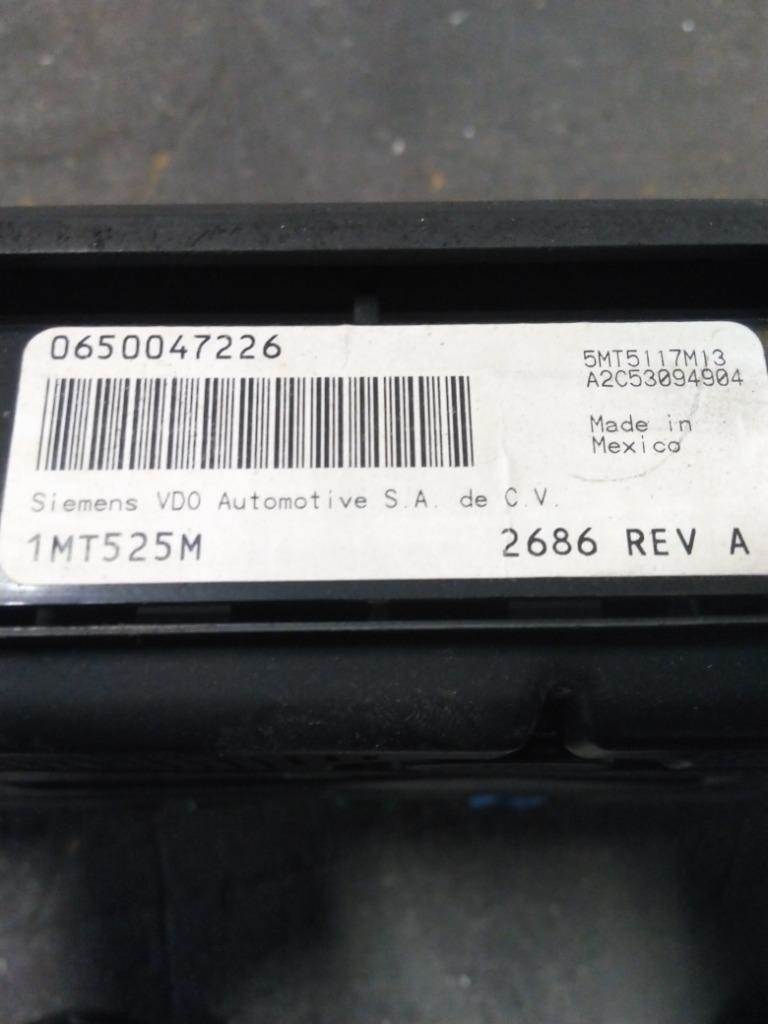 0650047226
5MT5117M13
A2C53094904
Made in
Mexico
Siemens VDO Automotive S.A. de C.V.
1MT525M 2686 REV A